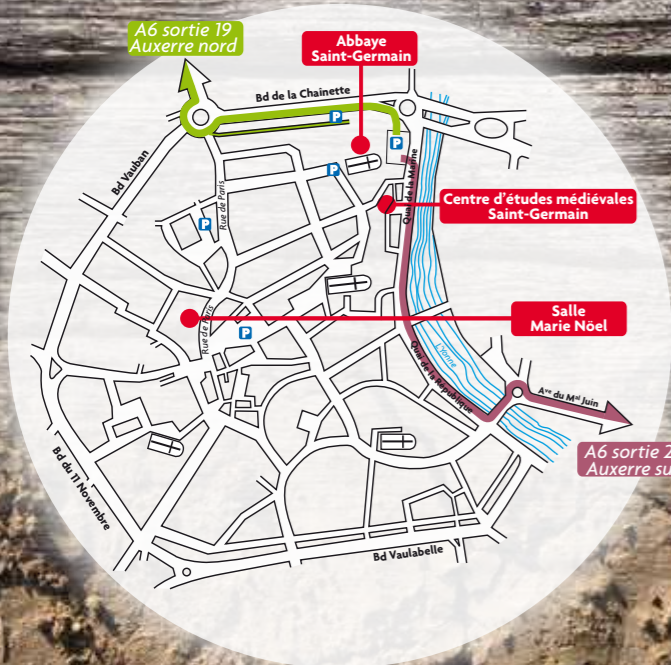 A6 sortie 19
Auxerre nord
Abbaye
Saint-Germain
Bd de la Chainette
P
P
P
Bd Vauban
Rue de Paris
Quai de la Marine
Centre d'études médiévales
Saint-Germain
P
Salle
Marie Nöel
Rue de Paris
P
L'Yonne
Quai de la République
Ave du Mal Juin
A6 sortie 2
Auxerre su
Bd du 11 Novembre
Bd Vaulabelle